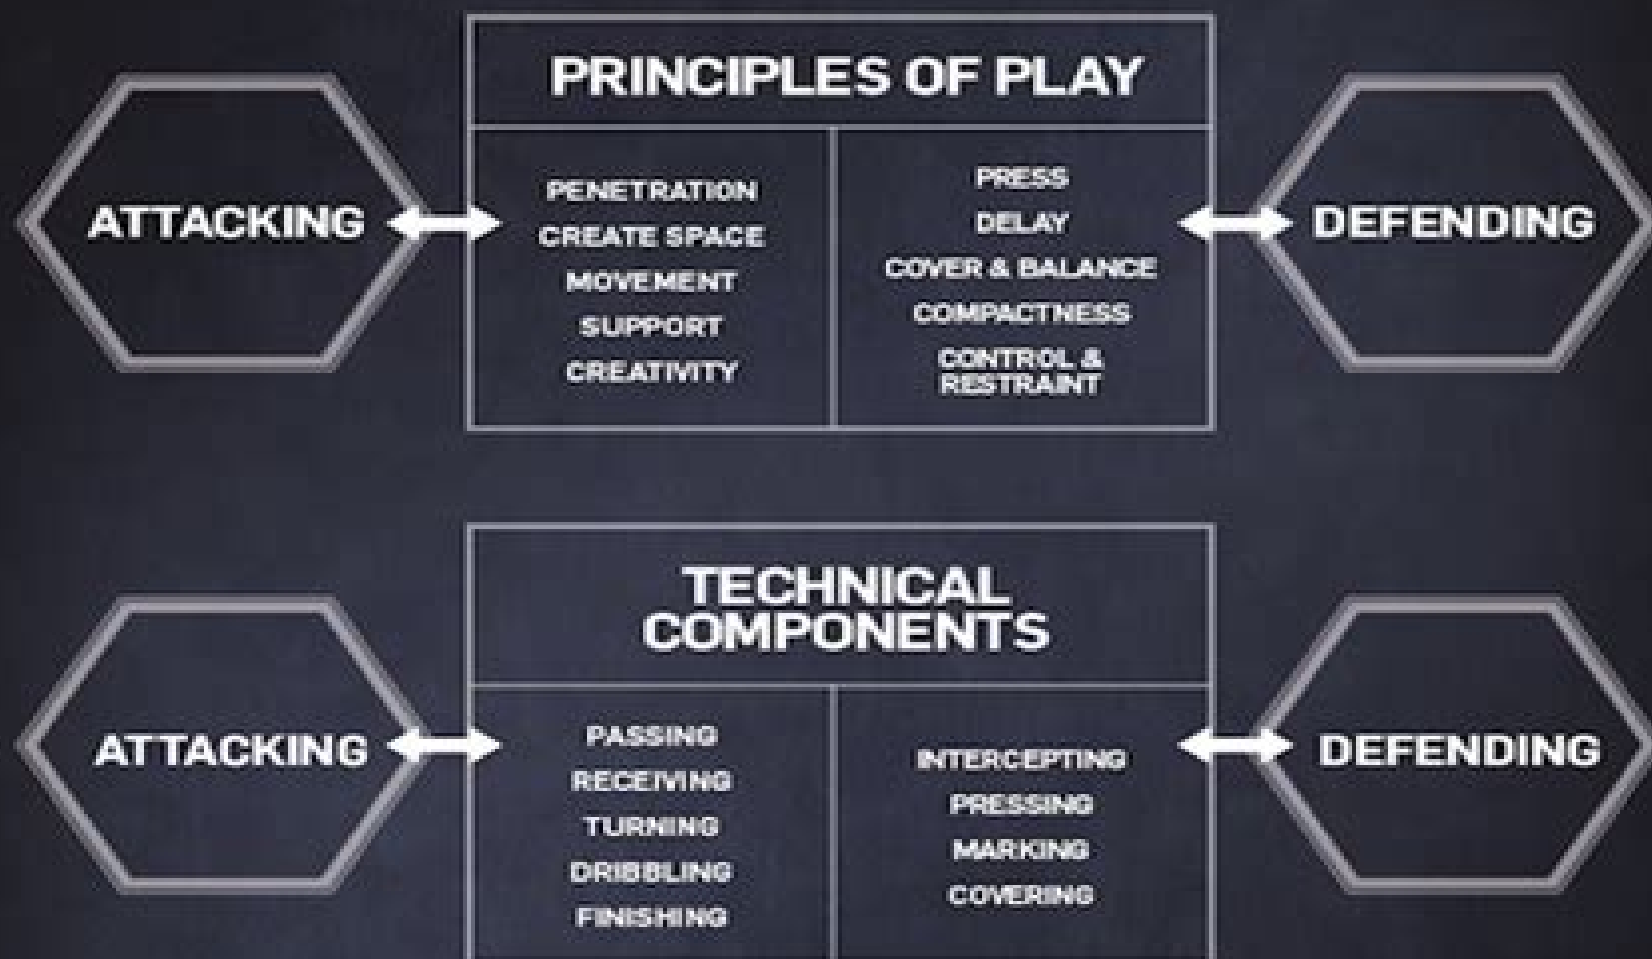 PRINCIPLES OF PLAY
ATTACKING
PENETRATION
CREATE SPACE
MOVEMENT
SUPPORT
CREATIVITY
PRESS
DELAY
COVER & BALANCE
COMPACTNESS
CONTROL &
RESTRAINT
DEFENDING
TECHNICAL
COMPONENTS
ATTACKING
PASSING
RECEIVING
TURNING
DRIBBLING
FINISHING
INTERCEPTING
PRESSING
MARKING
COVERING
DEFENDING